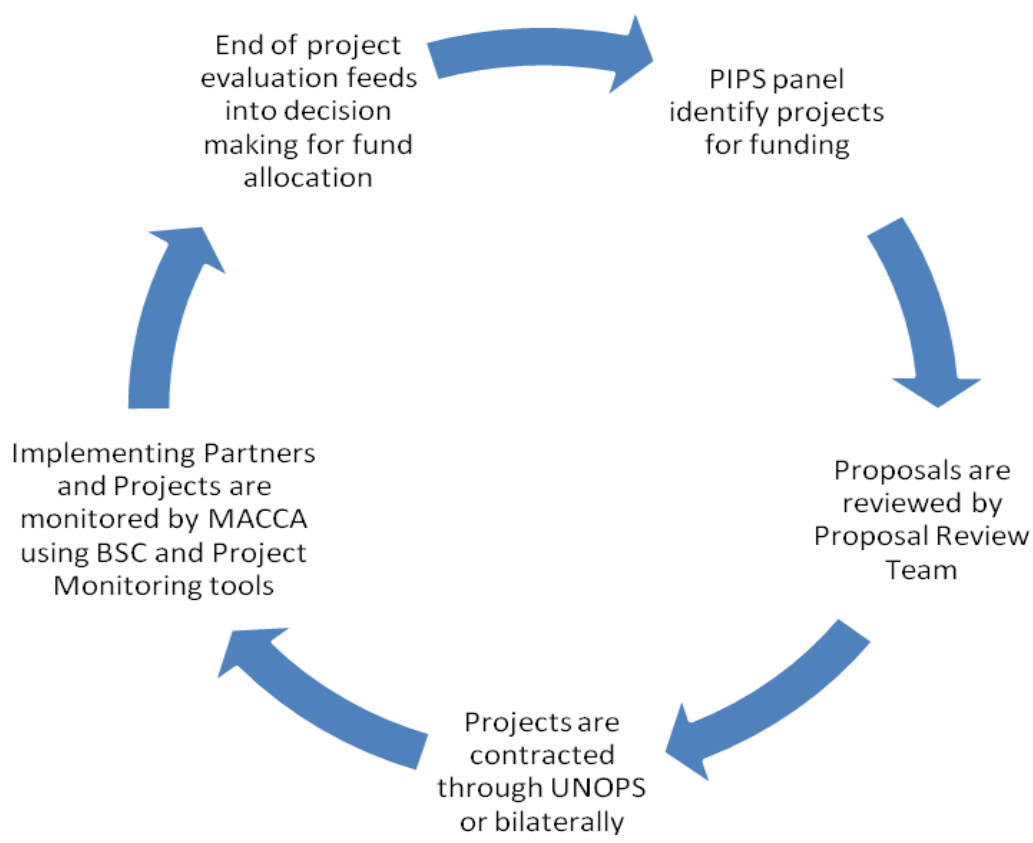 End of project
evaluation feeds
into decision
making for fund
allocation
PIPS panel
identify projects
for funding
Proposals are
reviewed by
Proposal Review
Team
Projects are
contracted
through UNOPS
or bilaterally
Implementing Partners
and Projects are
monitored by MACCA
using BSC and Project
Monitoring tools